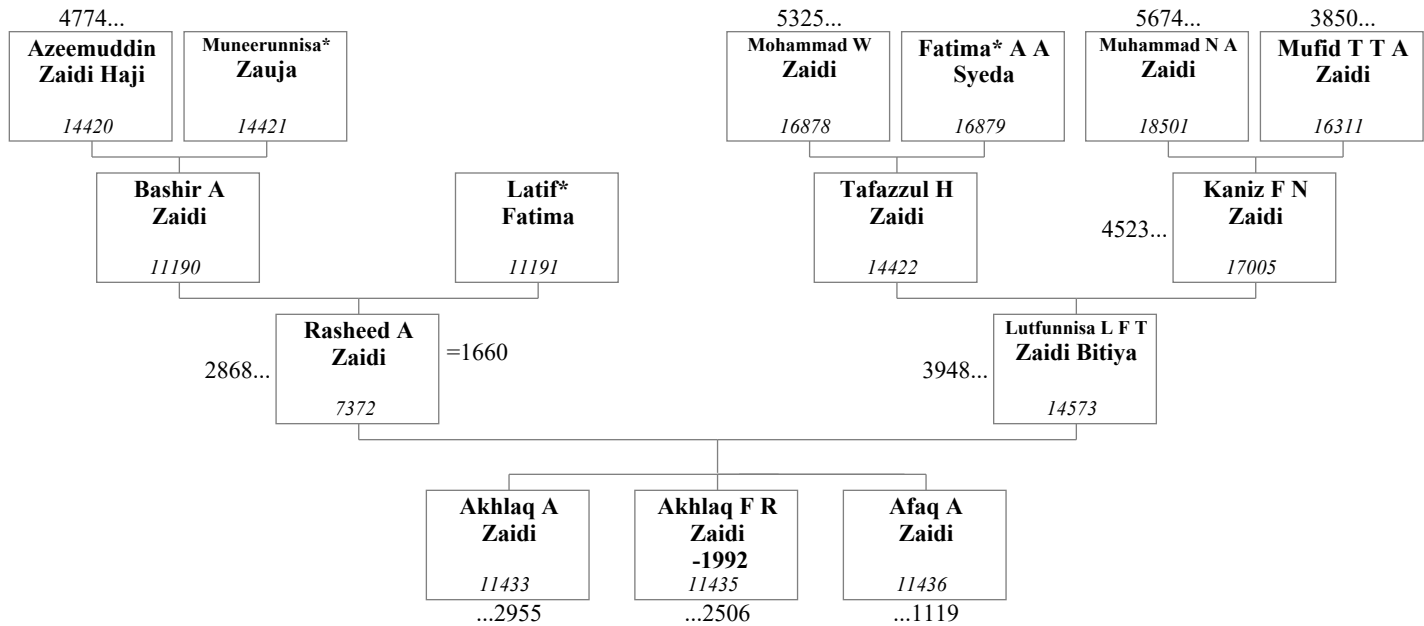 4774...
Azeemuddin
Zaidi Haji
14420
Muneerunnisa*
Zauja
14421
5325...
Mohammad W
Zaidi
16878
Fatima* A A
Syeda
16879
5674...
Muhammad N A
Zaidi
18501
3850...
Mufid T T A
Zaidi
16311
Bashir A
Zaidi
11190
Latif*
Fatima
11191
Tafazzul H
Zaidi
14422
4523...
Kaniz F N
Zaidi
17005
2868...
Rasheed A
Zaidi
7372
=1660
3948...
Lutfunnisa L F T
Zaidi Bitiya
14573
Akhlaq A
Zaidi
11433
...2955
Akhlaq F R
Zaidi
-1992
11435
...2506
Afaq A
Zaidi
11436
...1119